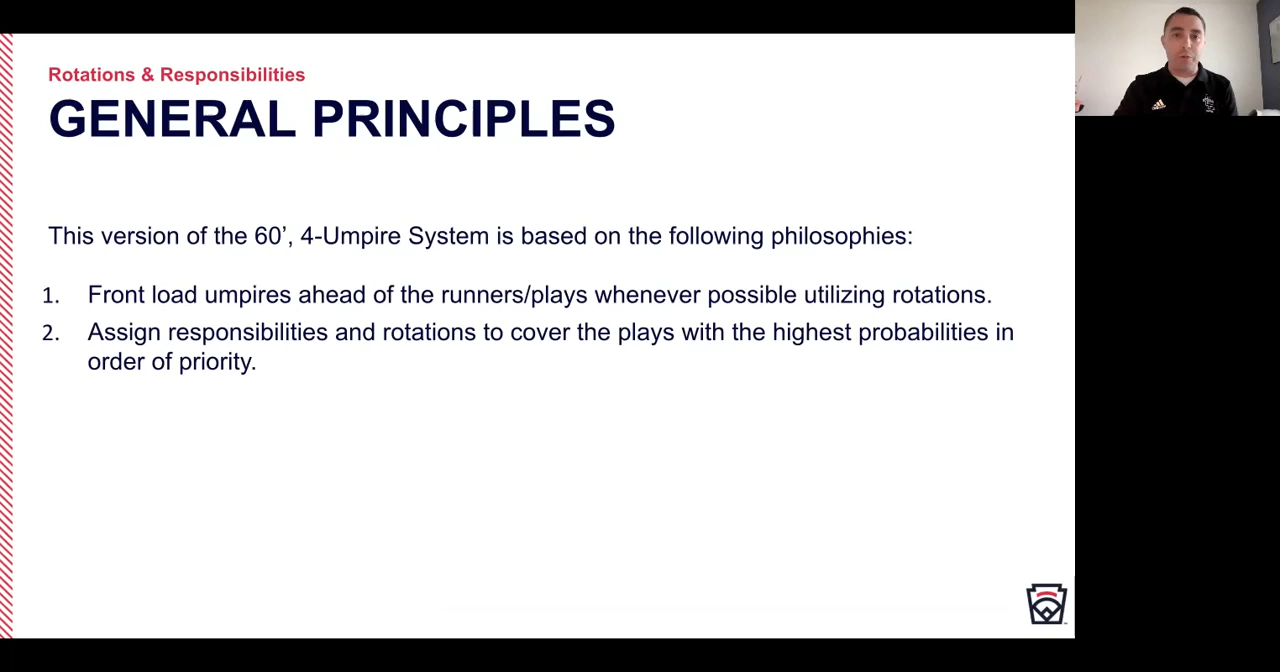 Rotations & Responsibilities
GENERAL PRINCIPLES
This version of the 60’, 4-Umpire System is based on the following philosophies:
1. Front load umpires ahead of the runners/plays whenever possible utilizing rotations.
2. Assign responsibilities and rotations to cover the plays with the highest probabilities in
order of priority.